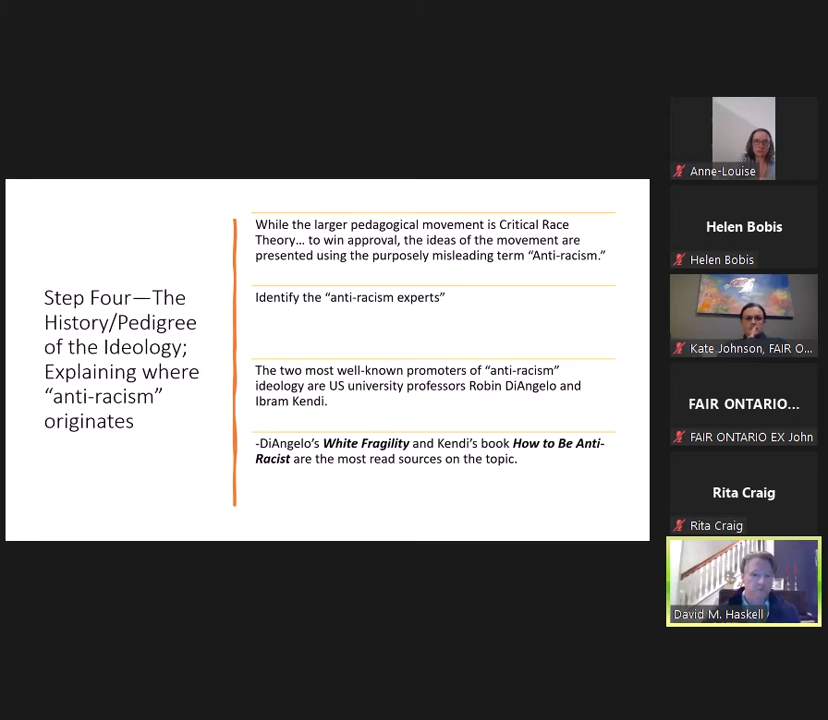 Step Four—The
History/Pedigree
of the Ideology;
Explaining where
“anti-racism”
originates
While the larger pedagogical movement is Critical Race
Theory… to win approval, the ideas of the movement are
presented using the purposely misleading term “Anti-racism.”
Identify the “anti-racism experts”
The two most well-known promoters of “anti-racism”
ideology are US university professors Robin DiAngelo and
Ibram Kendi.
-DiAngelo’s White Fragility and Kendi’s book How to Be Anti-
Racist are the most read sources on the topic.
Anne-Louise
Helen Bobis
Helen Bobis
Kate Johnson, FAIR O...
FAIR ONTARIO...
FAIR ONTARIO EX John
Rita Craig
Rita Craig
David M. Haskell